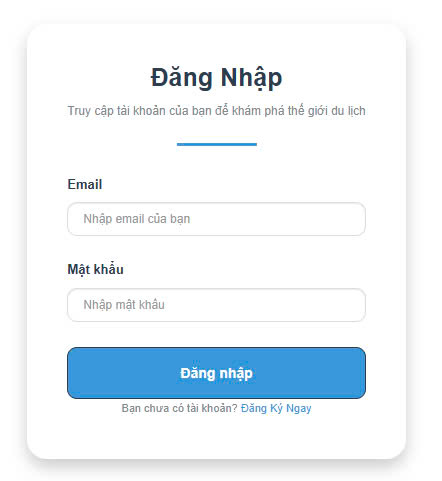 Đăng Nhập
Truy cập tài khoản của bạn để khám phá thế giới du lịch
Email
Nhập email của bạn
Mật khẩu
Nhập mật khẩu
Đăng nhập
Bạn chưa có tài khoản? Đăng Ký Ngay